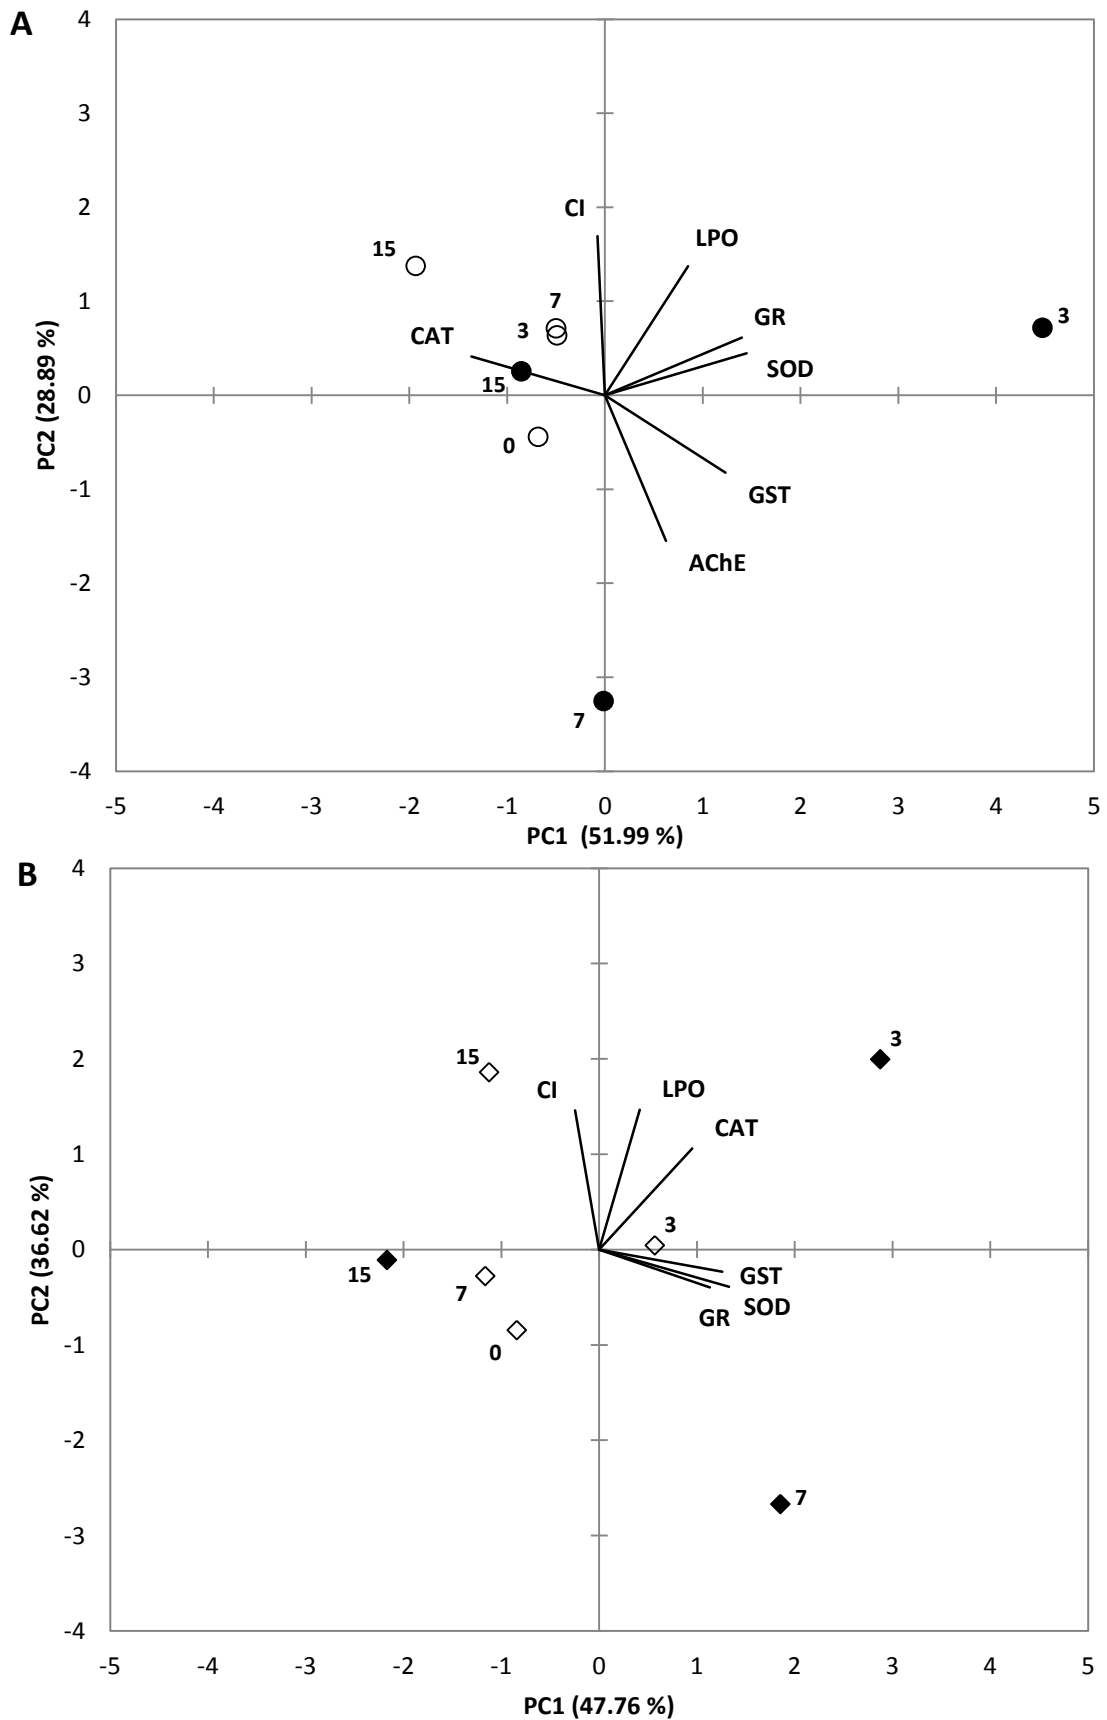 A
4
3
2
1
0
-1
-2
-3
-4
PC2 (28.89 %)
CI
LPO
15
7
3
GR
3
CAT
SOD
15
0
GST
AChE
7
-5 -4 -3 -2 -1 0 1 2 3 4 5
PC1 (51.99 %)
B
4
3
2
1
0
-1
-2
-3
-4
PC2 (36.62 %)
3
15
CI
LPO
CAT
3
15
7
GST
SOD
GR
0
7
-5 -4 -3 -2 -1 0 1 2 3 4 5
PC1 (47.76 %)